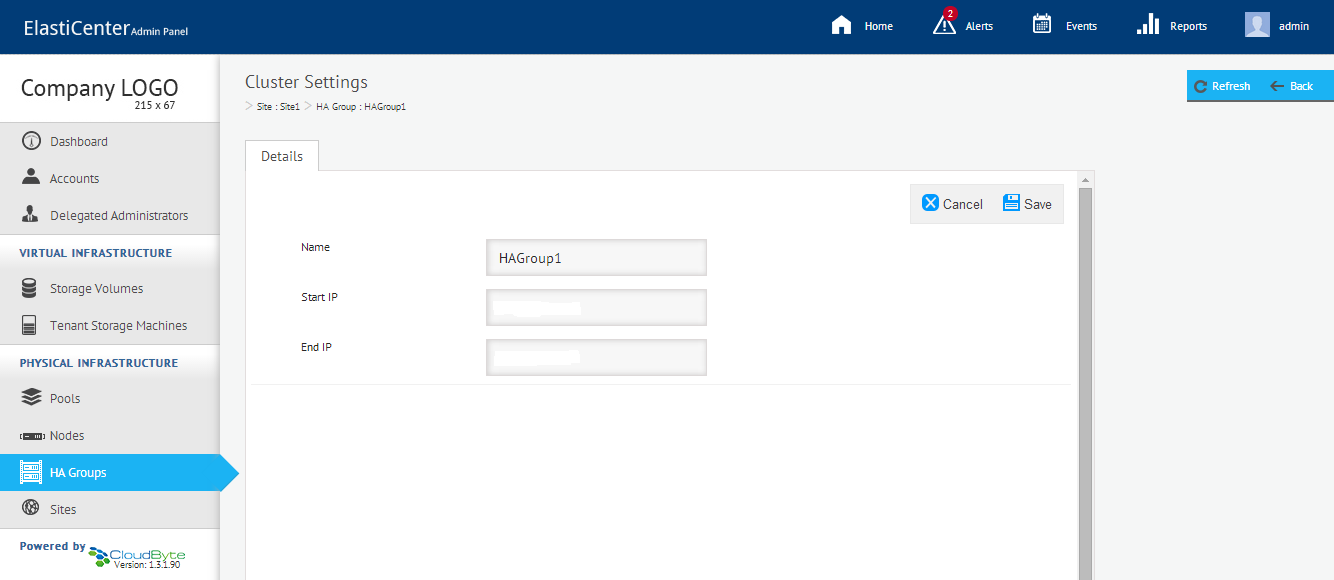 ElastiCenter Admin Panel
Home
2
Alerts
Events
Reports
admin
Company LOGO
215 x 67
Dashboard
Accounts
Delegated Administrators
VIRTUAL INFRASTRUCTURE
Storage Volumes
Tenant Storage Machines
PHYSICAL INFRASTRUCTURE
Pools
Nodes
HA Groups
Sites
Powered by CloudByte
Version: 1.3.1.90
Cluster Settings
> Site : Site1 > HA Group : HAGroup1
Refresh Back
Details
Cancel Save
Name HAGroup1
Start IP
End IP